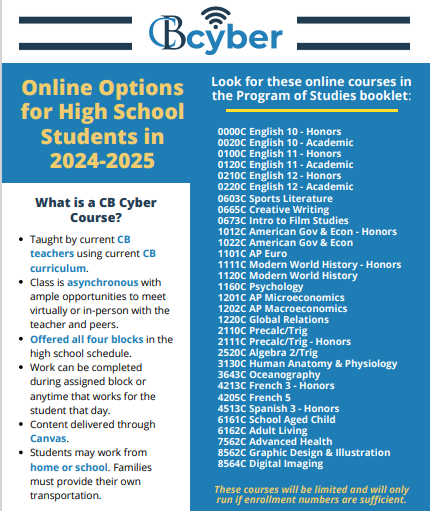 CBcyber
Online Options
for High School
Students in
2024-2025
What is a CB Cyber
Course?
• Taught by current CB
teachers using current CB
curriculum.
• Class is asynchronous with
ample opportunities to meet
virtually or in-person with the
teacher and peers.
• Offered all four blocks in the
high school schedule.
• Work can be completed
during assigned block or
anytime that works for the
student that day.
• Content delivered through
Canvas.
• Students may work from
home or school. Families
must provide their own
transportation.
Look for these online courses in
the Program of Studies booklet:
0000C English 10 - Honors
0020C English 10 - Academic
0100C English 11 - Honors
0120C English 11 - Academic
0210C English 12 - Honors
0220C English 12 - Academic
0603C Sports Literature
0665C Creative Writing
0673C Intro to Film Studies
1012C American Gov & Econ - Honors
1022C American Gov & Econ
1101C AP Euro
1111C Modern World History - Honors
1120C Modern World History
1160C Psychology
1201C AP Microeconomics
1202C AP Macroeconomics
1220C Global Relations
2110C Precalc/Trig
2111C Precalc/Trig - Honors
2520C Algebra 2/Trig
3130C Human Anatomy & Physiology
3643C Oceanography
4213C French 3 - Honors
4205C French 5
4513C Spanish 3 - Honors
6161C School Aged Child
6162C Adult Living
7562C Advanced Health
8562C Graphic Design & Illustration
8564C Digital Imaging
These courses will be limited and will only
run if enrollment numbers are sufficient.